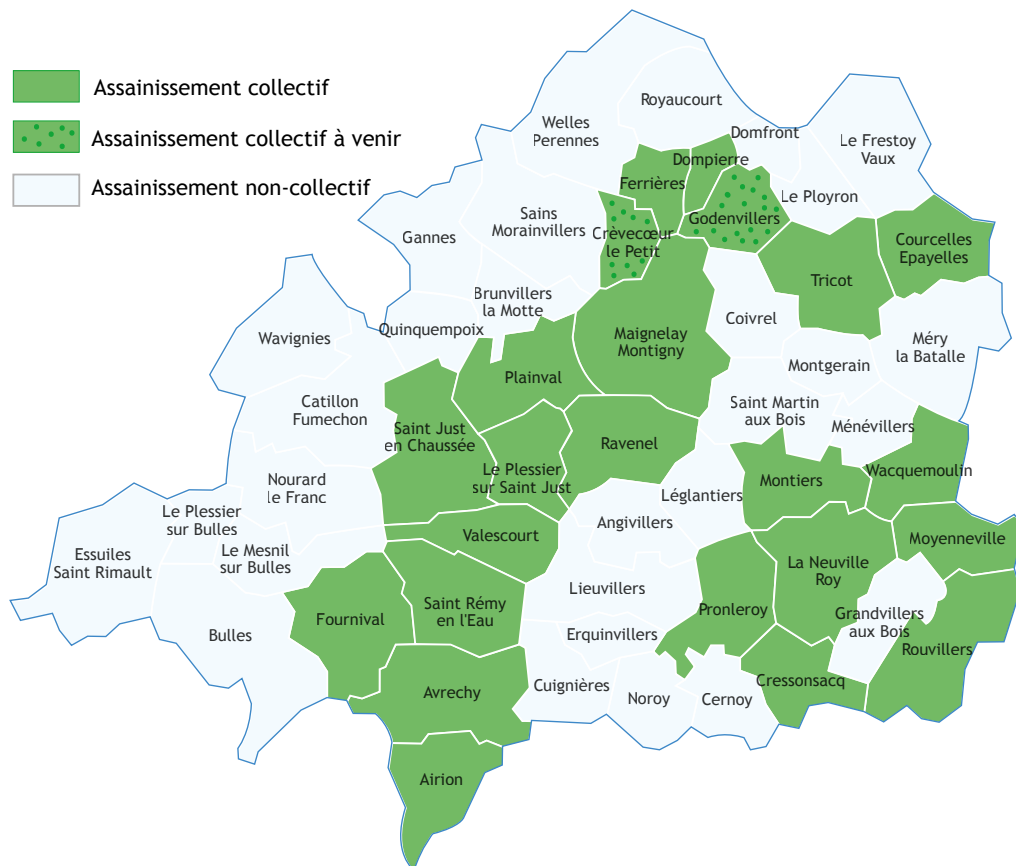 Assainissement collectif
Assainissement collectif à venir
Assainissement non-collectif
Royaucourt
Welles
Perennes
Domfront
Le Frestoy
Vaux
Dompierre
Ferrières
Le Ployron
Godenvillers
Sains
Morainvillers
Crèvecœur
le Petit
Gannes
Courcelles
Epayelles
Tricot
Brunvillers
la Motte
Quinquempoix
Wavignies
Coivrel
Maignelay
Montigny
Méry
la Batalle
Montgerain
Plainval
Catillon
Fumechon
Saint Martin
aux Bois
Ménévillers
Saint Just
en Chaussée
Ravenel
Le Plessier
sur Saint Just
Wacquemoulin
Montiers
Nourard
le Franc
Léglantiers
Le Plessier
sur Bulles
Angivillers
Valescourt
Moyenneville
Essuiles
Saint Rimault
Le Mesnil
sur Bulles
La Neuville
Roy
Lieuvillers
Pronleroy
Saint Rémy
en l'Eau
Fournival
Grandvillers
aux Bois
Bulles
Erquinvillers
Rouvillers
Cressonsacq
Cuignières
Avrechy
Noroy
Cernoy
Airion